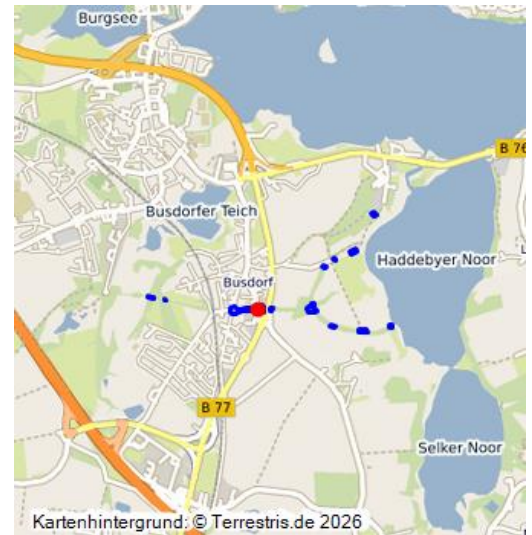 Burgsee
B 76
Busdorfer Teich
Haddebyer Noor
Busdorf
B 77
Selker Noor
Kartenhintergrund: © Terrestris.de 2026